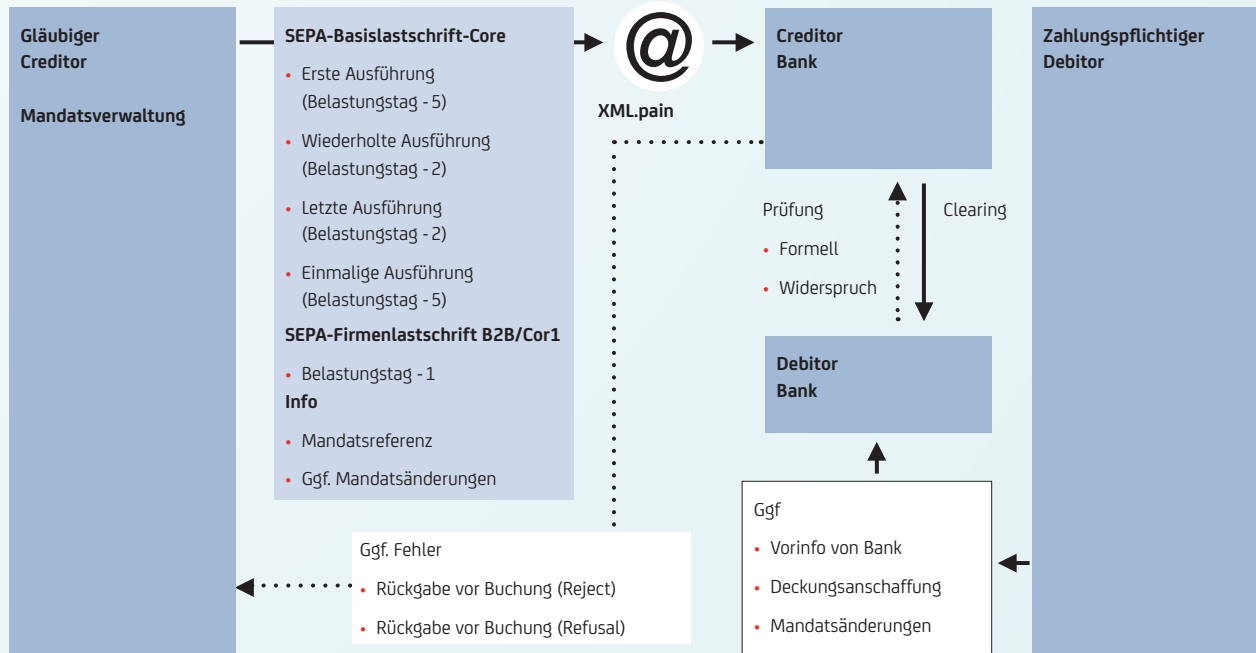 Gläubiger
Creditor
Mandatsverwaltung
SEPA-Basislastschrift-Core
• Erste Ausführung
(Belastungstag - 5)
• Wiederholte Ausführung
(Belastungstag - 2)
• Letzte Ausführung
(Belastungstag - 2)
• Einmalige Ausführung
(Belastungstag - 5)
SEPA-Firmenlastschrift B2B/Cor1
• Belastungstag - 1
Info
• Mandatsreferenz
• Ggf. Mandatsänderungen
@
XML.pain
Creditor
Bank
Zahlungspflichtiger
Debitor
Prüfung
• Formell
• Widerspruch
Clearing
Debitor
Bank
Ggf
• Vorinfo von Bank
• Deckungsanschaffung
• Mandatsänderungen
Ggf. Fehler
• Rückgabe vor Buchung (Reject)
• Rückgabe vor Buchung (Refusal)